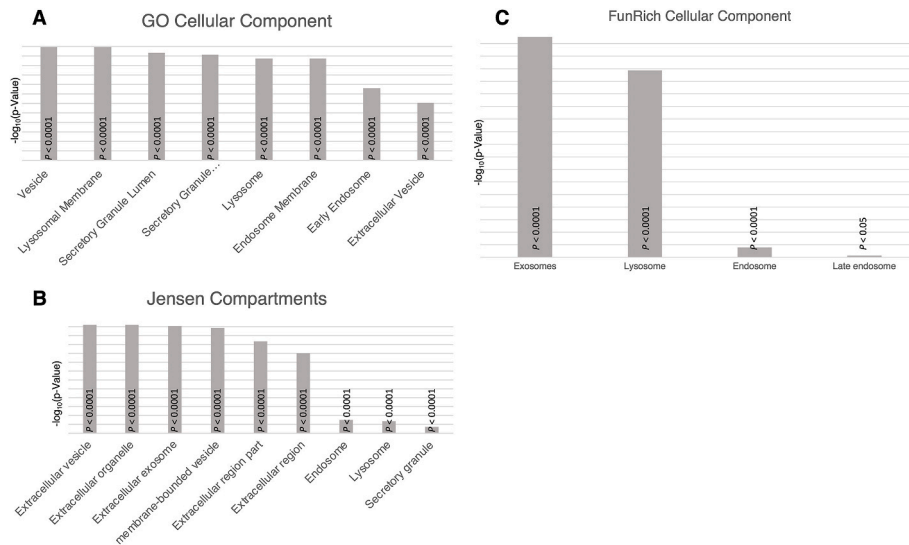 A
GO Cellular Component
-log10(p-Value)
P < 0.0001
P < 0.0001
P < 0.0001
P < 0.0001
P < 0.0001
P < 0.0001
P < 0.0001
P < 0.0001
Vesicle
Lysosomal Membrane
Secretory Granule Lumen
Secretory Granule...
Lysosome
Endosome Membrane
Early Endosome
Extracellular Vesicle
B
Jensen Compartments
-log10(p-Value)
P < 0.0001
P < 0.0001
P < 0.0001
P < 0.0001
P < 0.0001
P < 0.0001
P < 0.0001
P < 0.0001
P < 0.0001
Extracellular vesicle
Extracellular organelle
Extracellular exosome
membrane-bounded vesicle
Extracellular region part
Extracellular region
Endosome
Lysosome
Secretory granule
C
FunRich Cellular Component
-log10(p-Value)
P < 0.0001
P < 0.0001
P < 0.0001
P < 0.05
Exosomes
Lysosome
Endosome
Late endosome